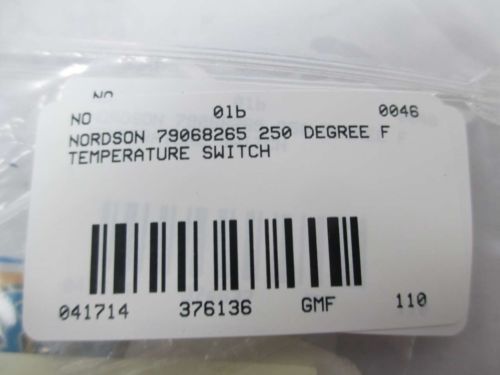 NO
NO 01b 0046
NORDSON 79068265 250 DEGREE F
TEMPERATURE SWITCH
041714 376136 GMF 110